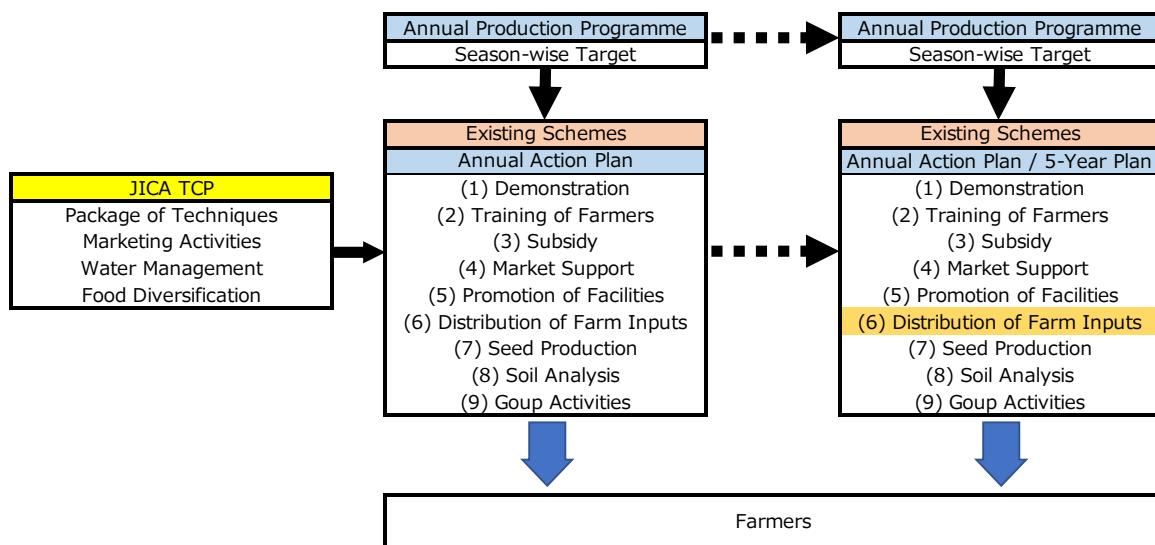 Annual Production Programme
Season-wise Target
Annual Production Programme
Season-wise Target
JICA TCP
Package of Techniques
Marketing Activities
Water Management
Food Diversification
Existing Schemes
Annual Action Plan
(1) Demonstration
(2) Training of Farmers
(3) Subsidy
(4) Market Support
(5) Promotion of Facilities
(6) Distribution of Farm Inputs
(7) Seed Production
(8) Soil Analysis
(9) Goup Activities
Existing Schemes
Annual Action Plan / 5-Year Plan
(1) Demonstration
(2) Training of Farmers
(3) Subsidy
(4) Market Support
(5) Promotion of Facilities
(6) Distribution of Farm Inputs
(7) Seed Production
(8) Soil Analysis
(9) Goup Activities
Farmers